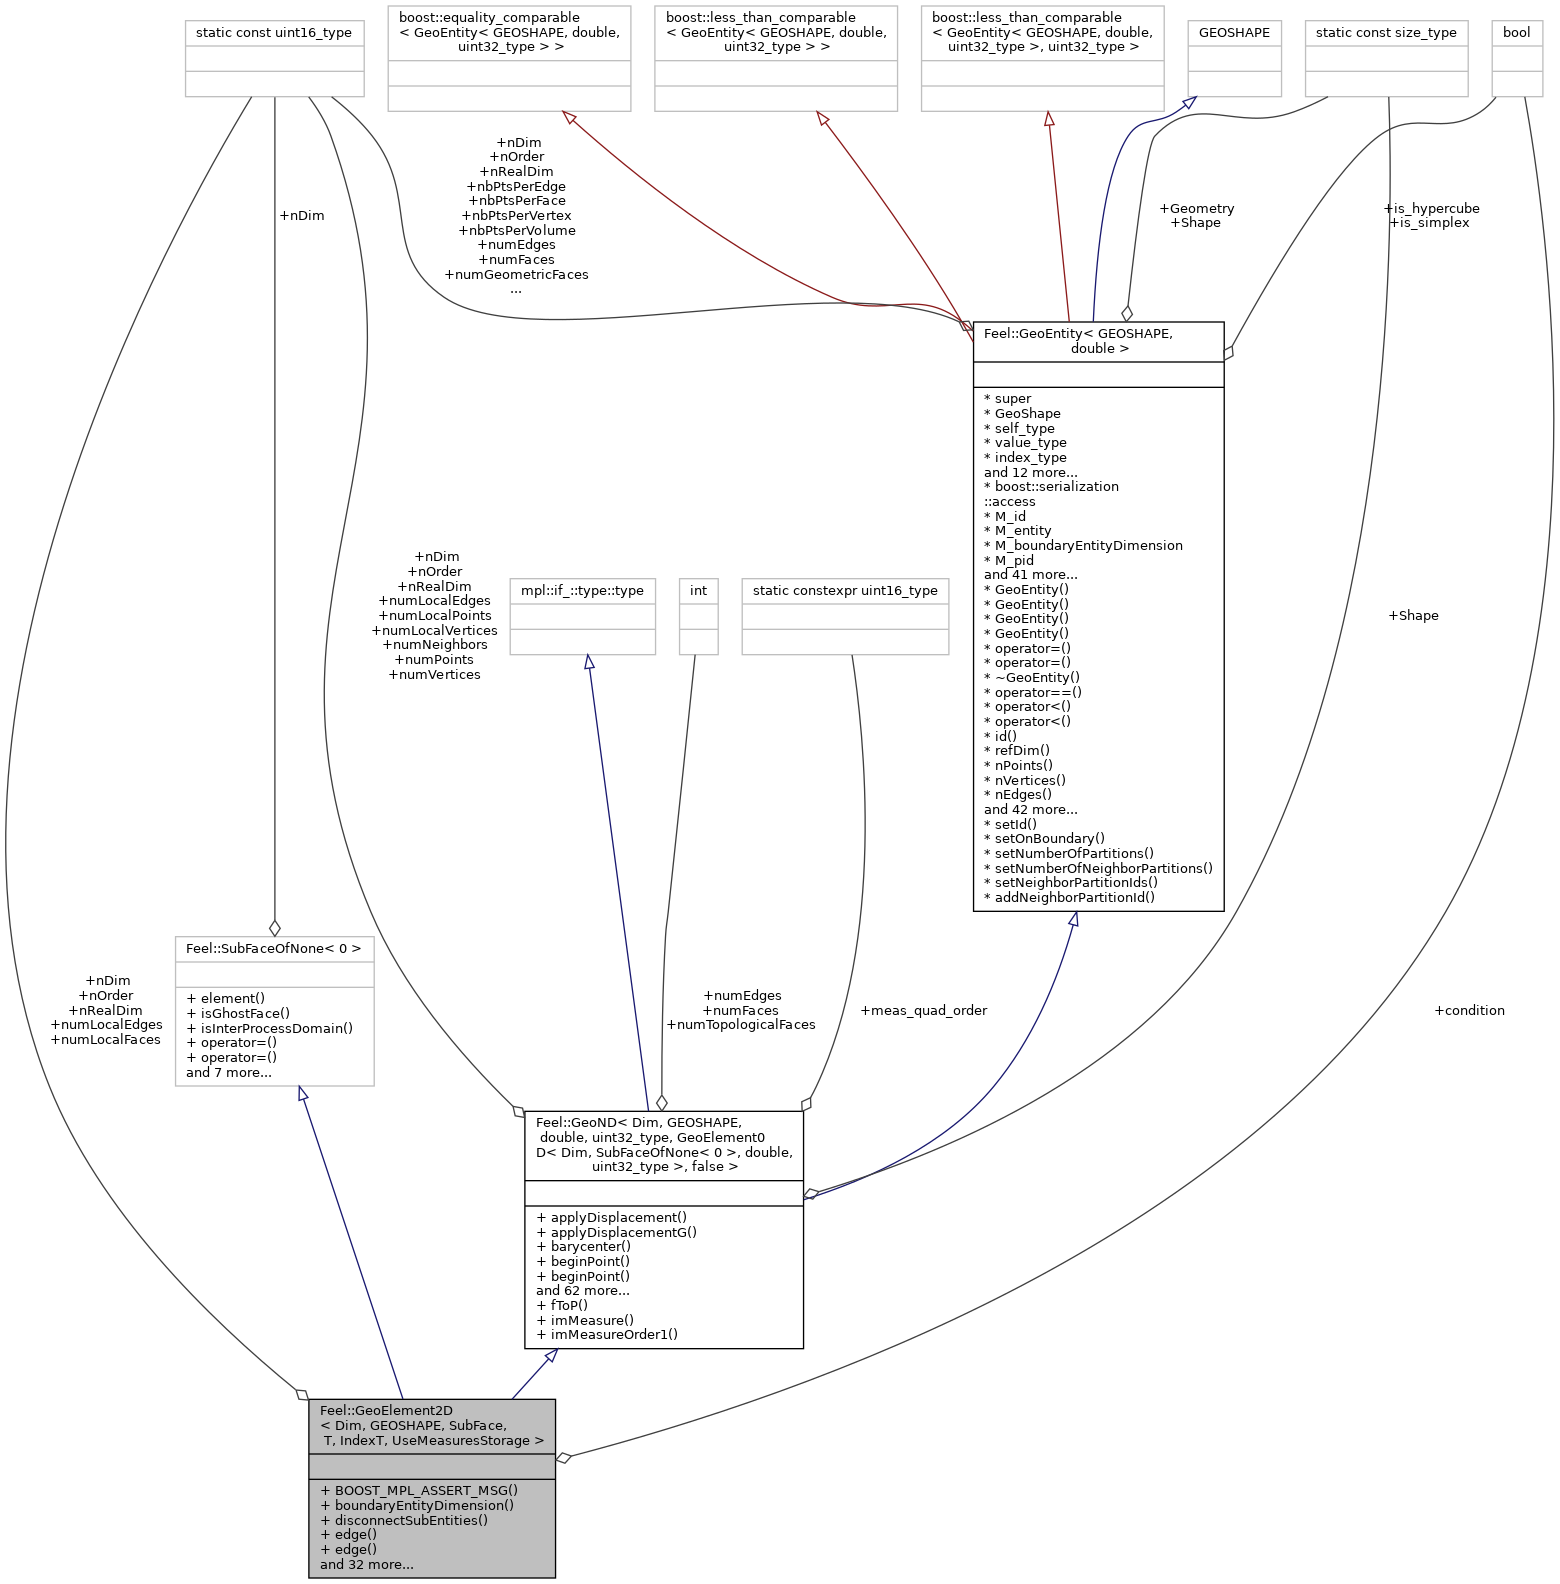 static const uint16_type
boost::equality_comparable
< GeoEntity< GEOSHAPE, double,
uint32_type > >
boost::less_than_comparable
< GeoEntity< GEOSHAPE, double,
uint32_type > >
boost::less_than_comparable
< GeoEntity< GEOSHAPE, double,
uint32_type >, uint32_type >
GEOSHAPE
static const size_type
bool
+nDim
+nOrder
+nRealDim
+nbPtsPerEdge
+nbPtsPerFace
+nbPtsPerVertex
+nbPtsPerVolume
+numEdges
+numFaces
+numGeometricFaces
...
+nDim
+Geometry
+Shape
+is_hypercube
+is_simplex
Feel::GeoEntity< GEOSHAPE,
double >
* super
* GeoShape
* self_type
* value_type
* index_type
and 12 more...
* boost::serialization
::access
* M_id
* M_entity
* M_boundaryEntityDimension
* M_pid
and 41 more...
* GeoEntity()
* GeoEntity()
* GeoEntity()
* GeoEntity()
* operator=()
* operator=()
* ~GeoEntity()
* operator==()
* operator<()
* operator<()
* id()
* refDim()
* nPoints()
* nVertices()
* nEdges()
and 42 more...
* setId()
* setOnBoundary()
* setNumberOfPartitions()
* setNumberOfNeighborPartitions()
* setNeighborPartitionIds()
* addNeighborPartitionId()
+nDim
+nOrder
+nRealDim
+numLocalEdges
+numLocalPoints
+numLocalVertices
+numNeighbors
+numPoints
+numVertices
mpl::if_::type::type
int
static constexpr uint16_type
+Shape
Feel::SubFaceOfNone< 0 >
+ element()
+ isGhostFace()
+ isInterProcessDomain()
+ operator=()
+ operator=()
and 7 more...
+nDim
+nOrder
+nRealDim
+numLocalEdges
+numLocalFaces
+numEdges
+numFaces
+numTopologicalFaces
+meas_quad_order
+condition
Feel::GeoND< Dim, GEOSHAPE,
double, uint32_type, GeoElement0
D< Dim, SubFaceOfNone< 0 >, double,
uint32_type >, false >
+ applyDisplacement()
+ applyDisplacementG()
+ barycenter()
+ beginPoint()
+ beginPoint()
and 62 more...
+ fToP()
+ imMeasure()
+ imMeasureOrder1()
Feel::GeoElement2D
< Dim, GEOSHAPE, SubFace,
T, IndexT, UseMeasuresStorage >
+ BOOST_MPL_ASSERT_MSG()
+ boundaryEntityDimension()
+ disconnectSubEntities()
+ edge()
+ edge()
and 32 more...